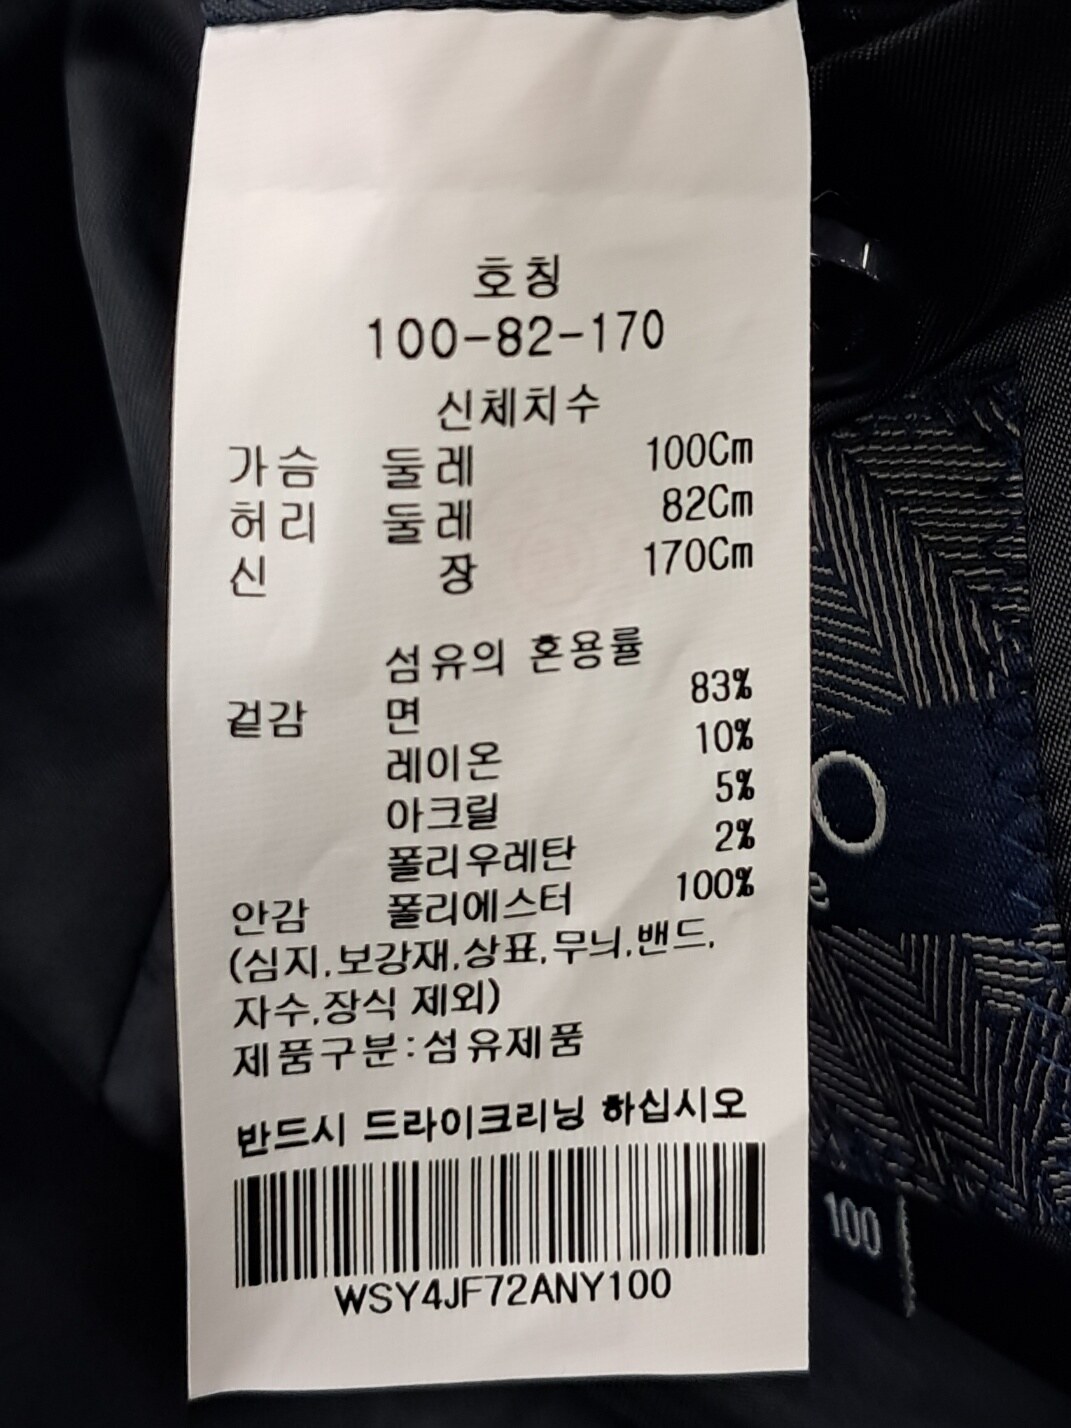 호칭
100-82-170
신체치수
가슴 둘레 100Cm
허리 둘레 82Cm
신 장 170Cm
섬유의 혼용률
겉감 면 83%
레이온 10%
아크릴 5%
폴리우레탄 2%
안감 폴리에스터 100%
(심지,보강재,상표,무늬,밴드,
자수,장식 제외)
제품구분:섬유제품
반드시 드라이크리닝 하십시오
WSY4JF72ANY100
100